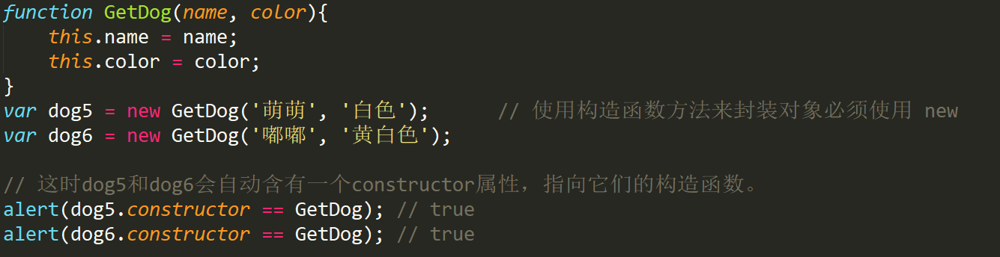 function GetDog(name, color){
    this.name = name;
    this.color = color;
}
var dog5 = new GetDog('萌萌', '白色');      // 使用构造函数方法来封装对象必须使用 new
var dog6 = new GetDog('嘟嘟', '黄白色');
// 这时dog5和dog6会自动含有一个constructor属性，指向它们的构造函数。
alert(dog5.constructor == GetDog); // true
alert(dog6.constructor == GetDog); // true